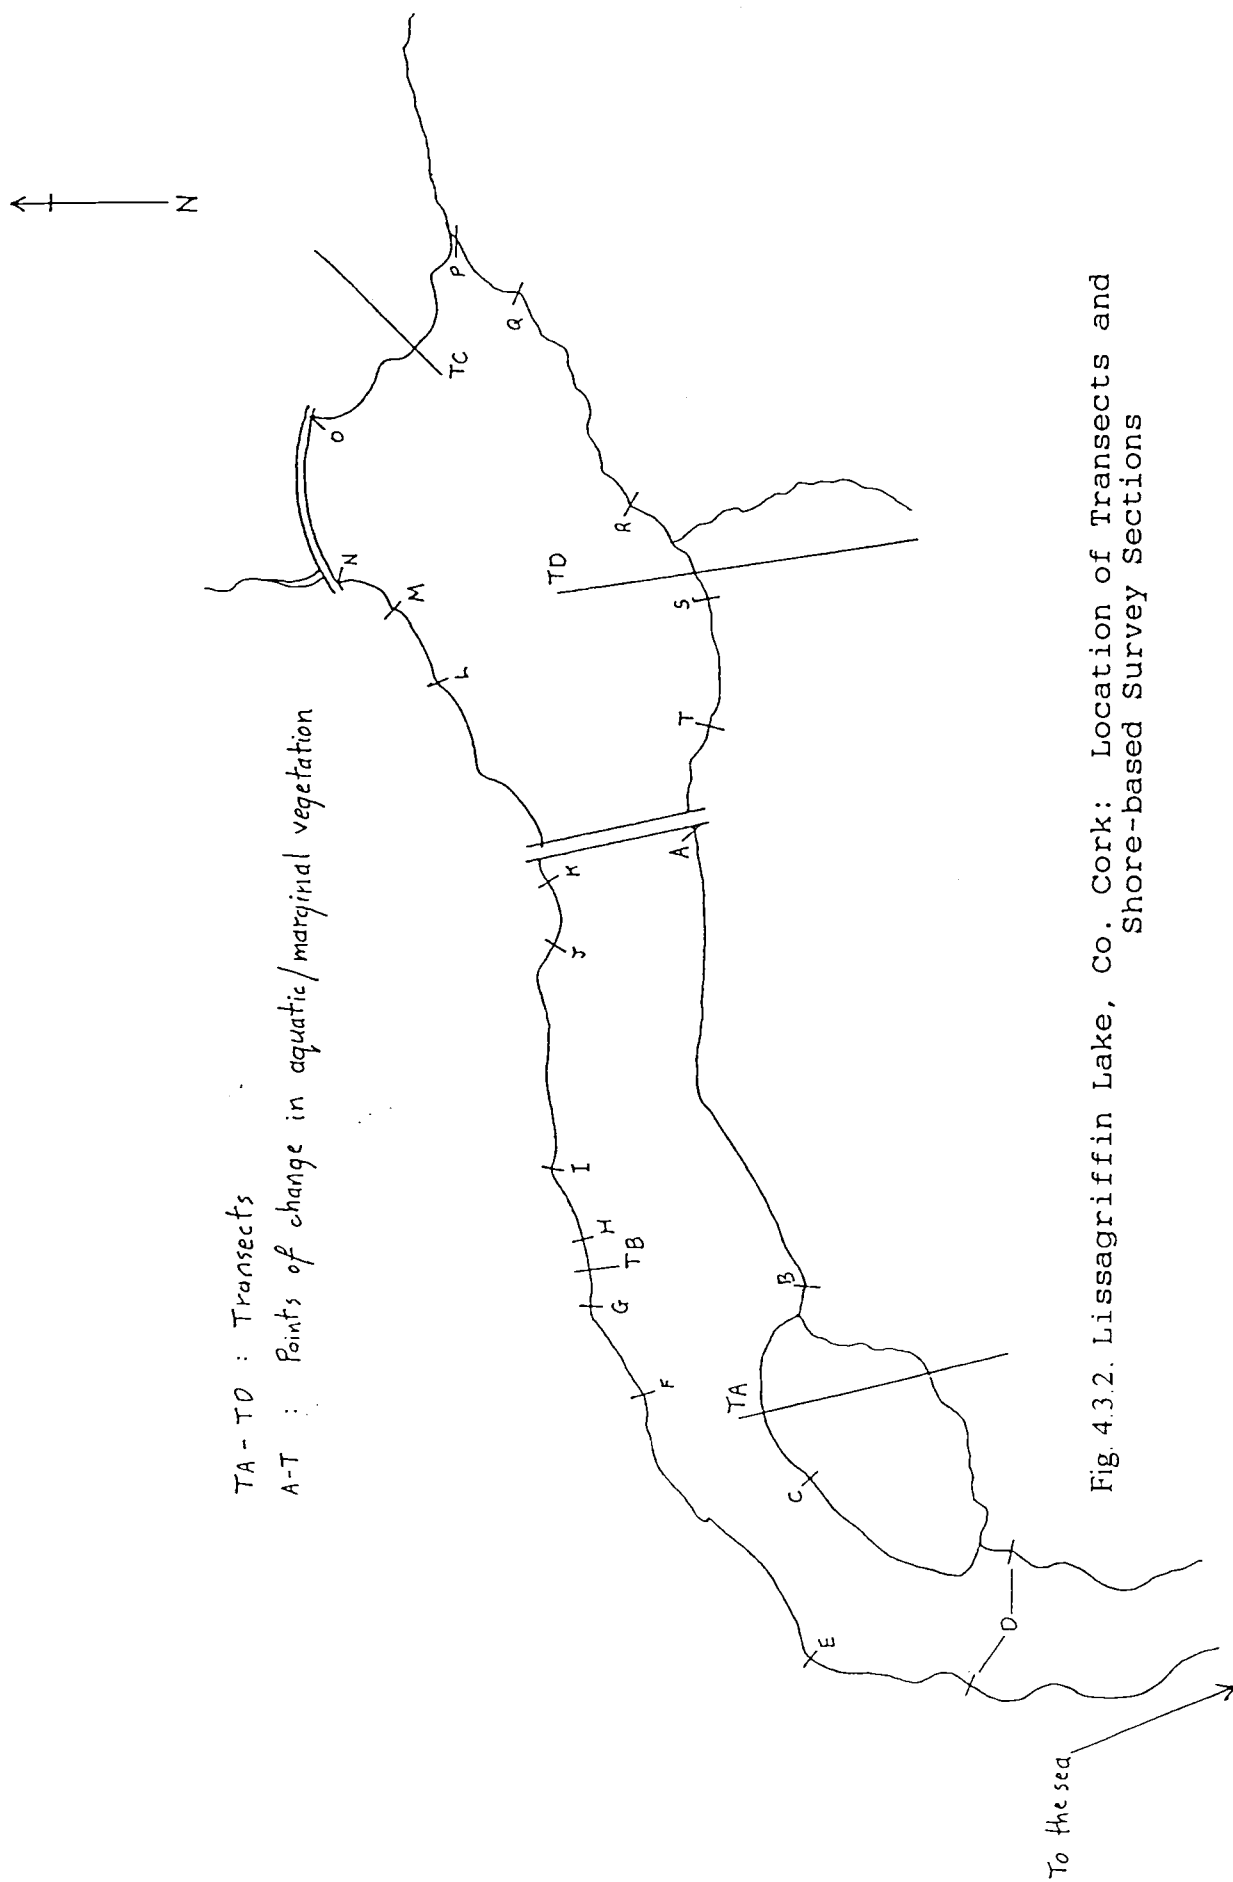 N
TA - TD : Transects
A-T : Points of change in aquatic/marginal vegetation
O
N
M
L
K
J
I
H
TB
G
F
E
D
C
TA
B
A
T
S
TD
R
Q
P
TC
To the sea
Fig. 4.3.2. Lissagriffin Lake, Co. Cork: Location of Transects and
Shore-based Survey Sections